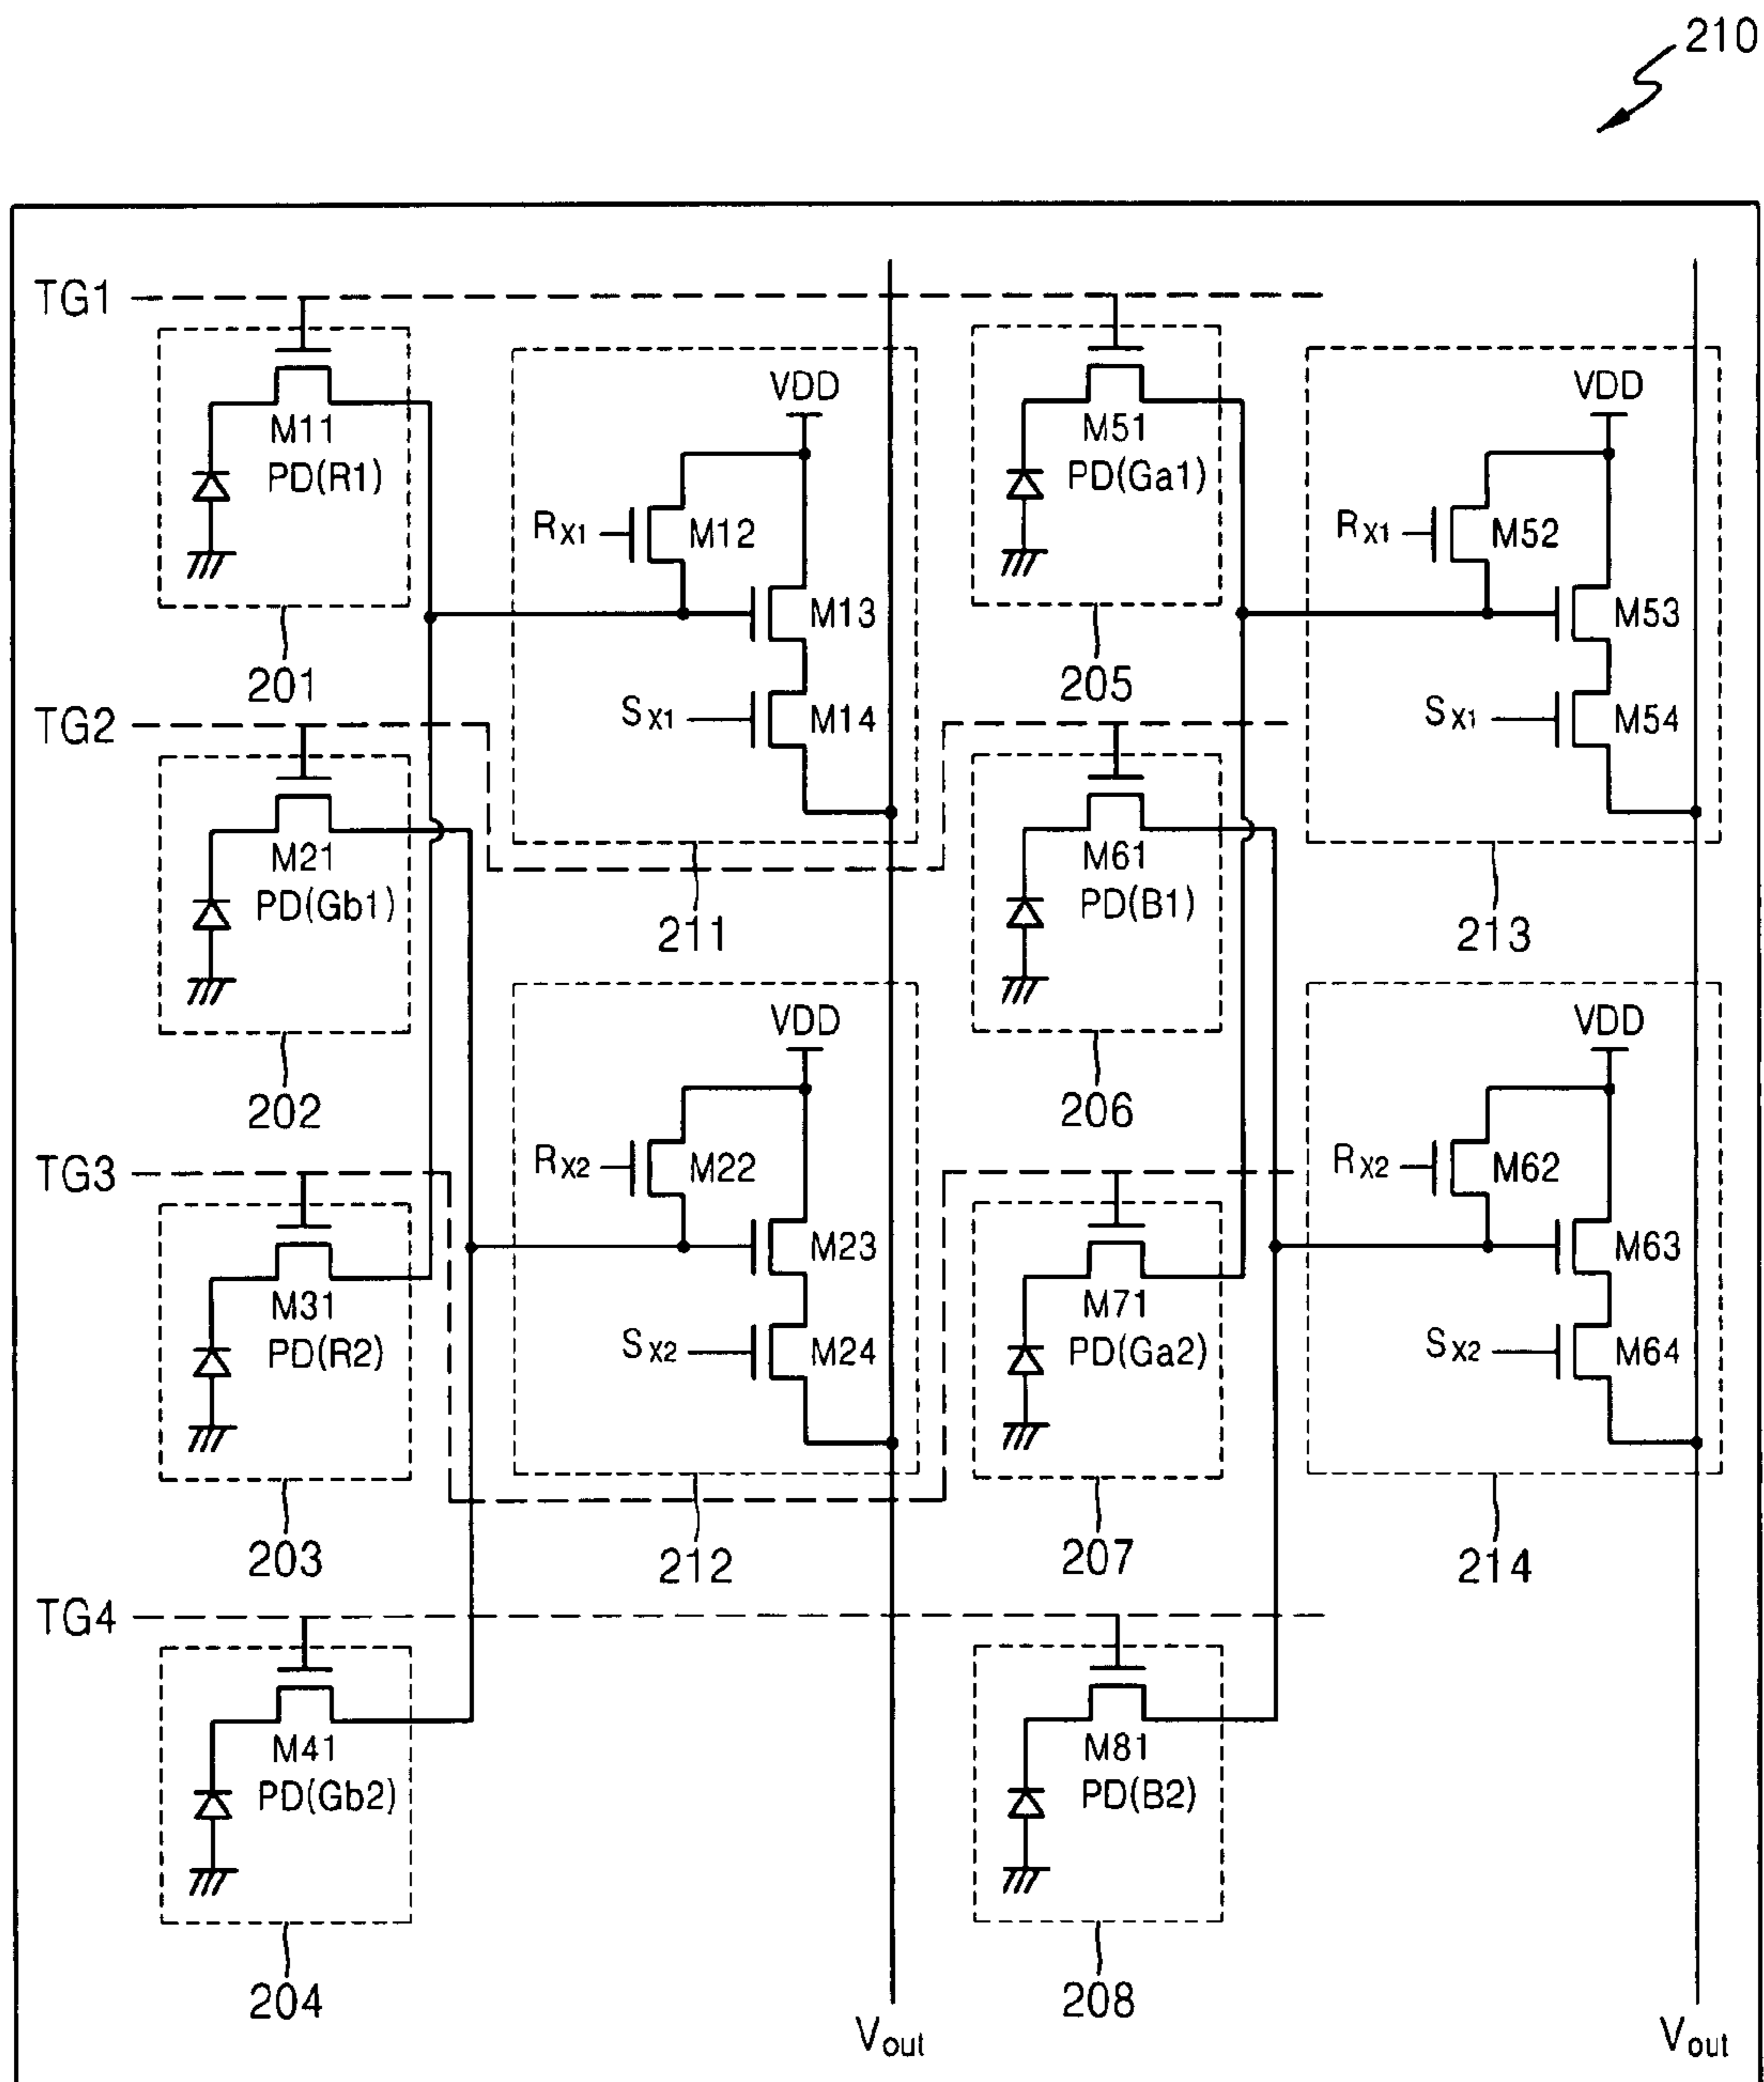 210
TG1
M11
PD(R1)
201
VDD
RX1
M12
M13
SX1
M14
211
M51
PD(Ga1)
205
VDD
RX1
M52
M53
SX1
M54
213
TG2
M21
PD(Gb1)
202
VDD
RX2
M22
M23
SX2
M24
212
M61
PD(B1)
206
VDD
RX2
M62
M63
SX2
M64
214
TG3
M31
PD(R2)
203
M71
PD(Ga2)
207
TG4
M41
PD(Gb2)
204
M81
PD(B2)
208
Vout
Vout